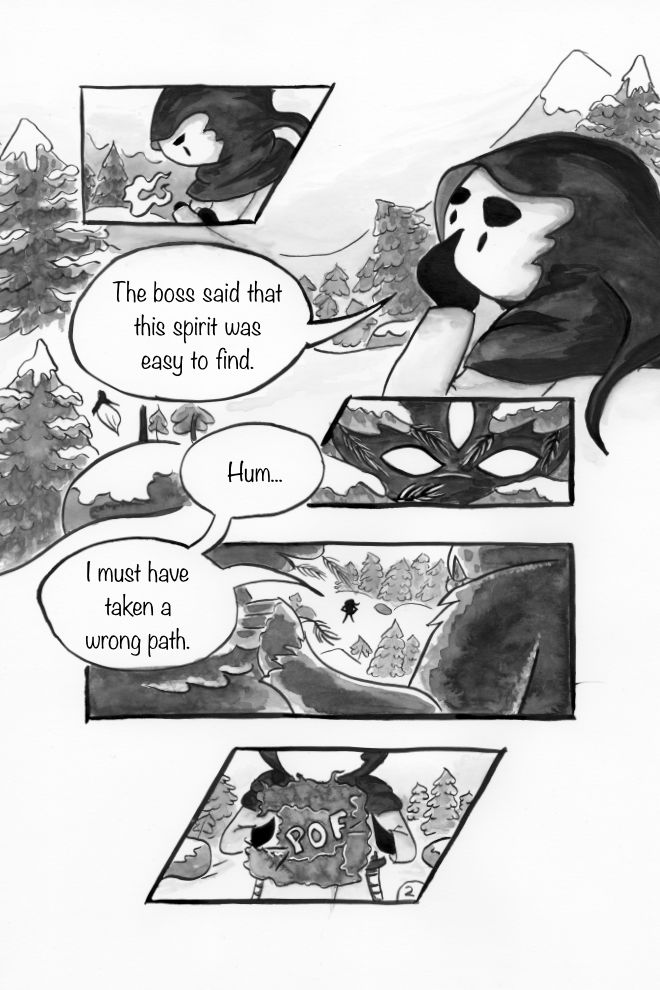 The boss said that
this spirit was
easy to find.
Hum...
I must have
taken a
wrong path.
POF
2